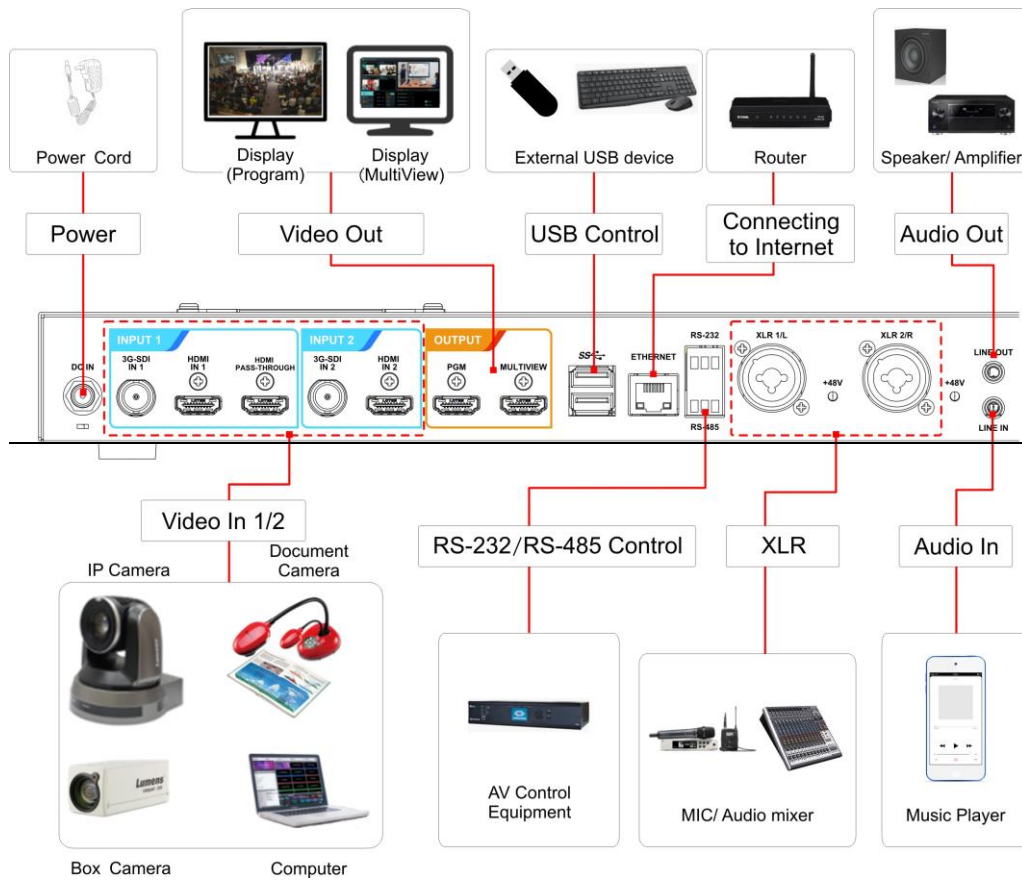 Power Cord
Display
(Program)
Display
(MultiView)
External USB device
Router
Speaker/ Amplifier
Power
Video Out
USB Control
Connecting
to Internet
Audio Out
INPUT 1
INPUT 2
OUTPUT
DC IN
3G-SDI
IN 1
HDMI
IN 1
HDMI
PASS-THROUGH
3G-SDI
IN 2
HDMI
IN 2
PGM
MULTIVIEW
SS
ETHERNET
RS-232
RS-485
XLR 1/L
+48V
XLR 2/R
+48V
LINE OUT
LINE IN
Video In 1/2
RS-232/RS-485 Control
XLR
Audio In
IP Camera
Document
Camera
Lumens
Box Camera
Computer
AV Control
Equipment
MIC/ Audio mixer
Music Player